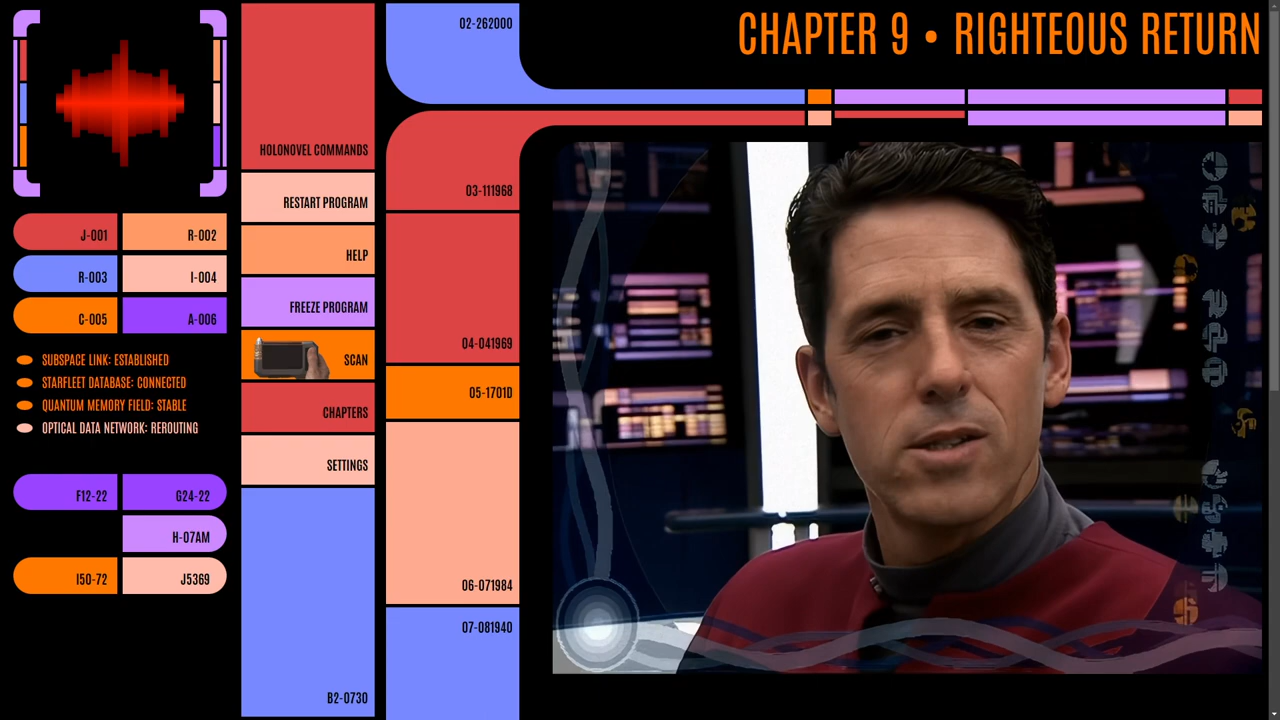 CHAPTER 9 • RIGHTEOUS RETURN
J-001
R-002
R-003
I-004
C-005
A-006
SUBSPACE LINK: ESTABLISHED
STARFLEET DATABASE: CONNECTED
QUANTUM MEMORY FIELD: STABLE
OPTICAL DATA NETWORK: REROUTING
F12-22
G24-22
H-07AM
I50-72
J5369
HOLONOVEL COMMANDS
RESTART PROGRAM
HELP
FREEZE PROGRAM
SCAN
CHAPTERS
SETTINGS
B2-0730
02-262000
03-111968
04-041969
05-1701D
06-071984
07-081940